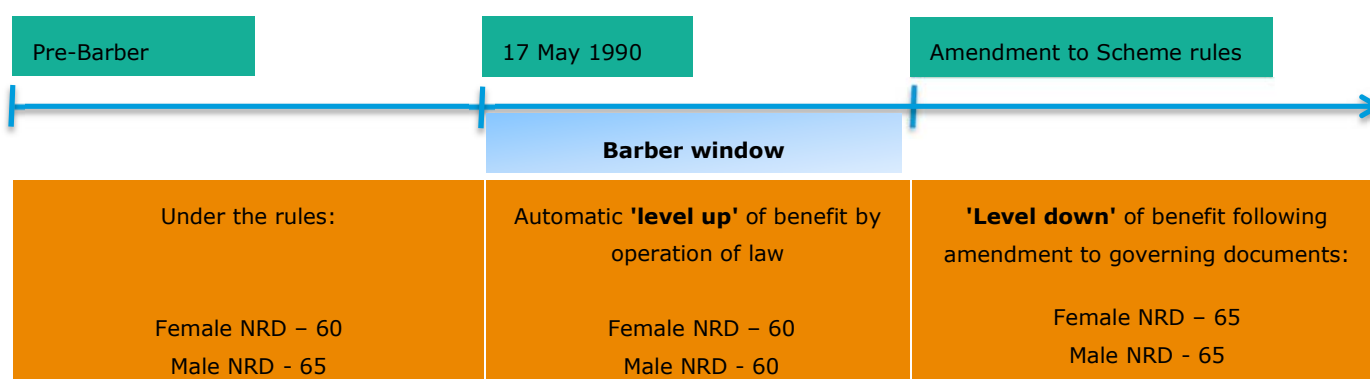 Pre-Barber
17 May 1990
Amendment to Scheme rules
Barber window
Under the rules:
Female NRD – 60
Male NRD - 65
Automatic 'level up' of benefit by
operation of law
Female NRD – 60
Male NRD - 60
'Level down' of benefit following
amendment to governing documents:
Female NRD – 65
Male NRD - 65